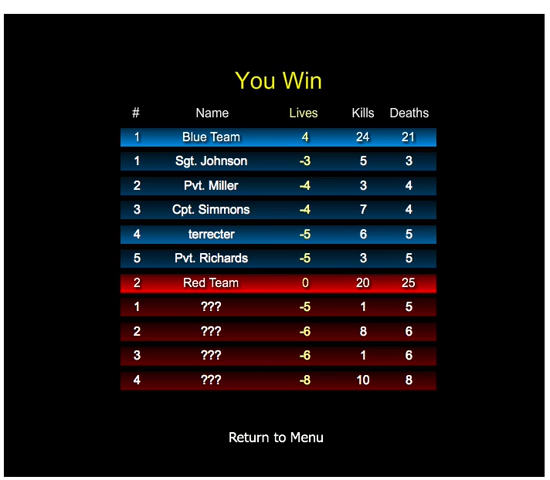 You Win
# Name Lives Kills Deaths
1 Blue Team 4 24 21
1 Sgt. Johnson -3 5 3
2 Pvt. Miller -4 3 4
3 Cpt. Simmons -4 7 4
4 terrecter -5 6 5
5 Pvt. Richards -5 3 5
2 Red Team 0 20 25
1 ??? -5 1 5
2 ??? -6 8 6
3 ??? -6 1 6
4 ??? -8 10 8
Return to Menu